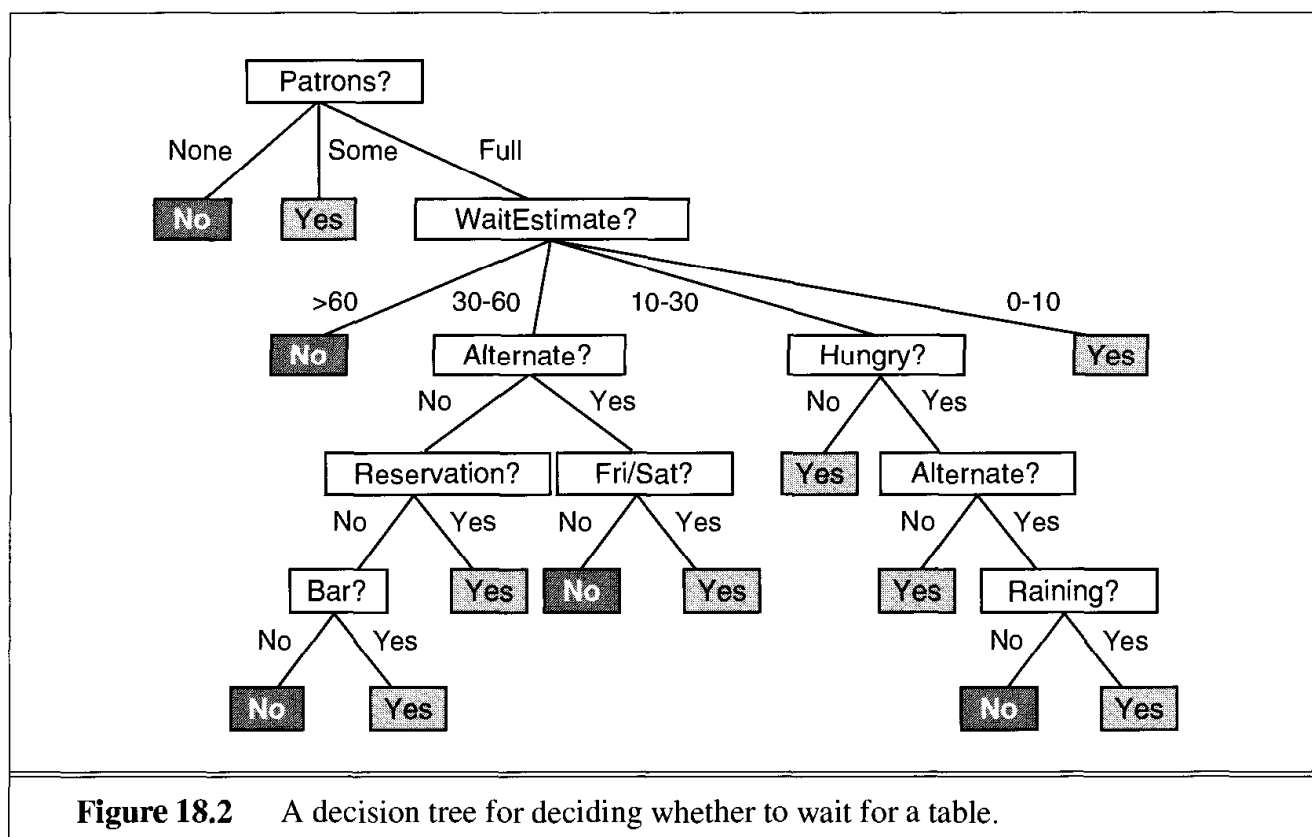 Patrons?
None Some Full
No Yes WaitEstimate?
>60 30-60 10-30 0-10
No Alternate? Hungry? Yes
No Yes No Yes
Reservation? Fri/Sat? Yes Alternate?
No Yes No Yes No Yes
Bar? Yes No Yes Yes Raining?
No Yes No Yes
No Yes No Yes
Figure 18.2 A decision tree for deciding whether to wait for a table.